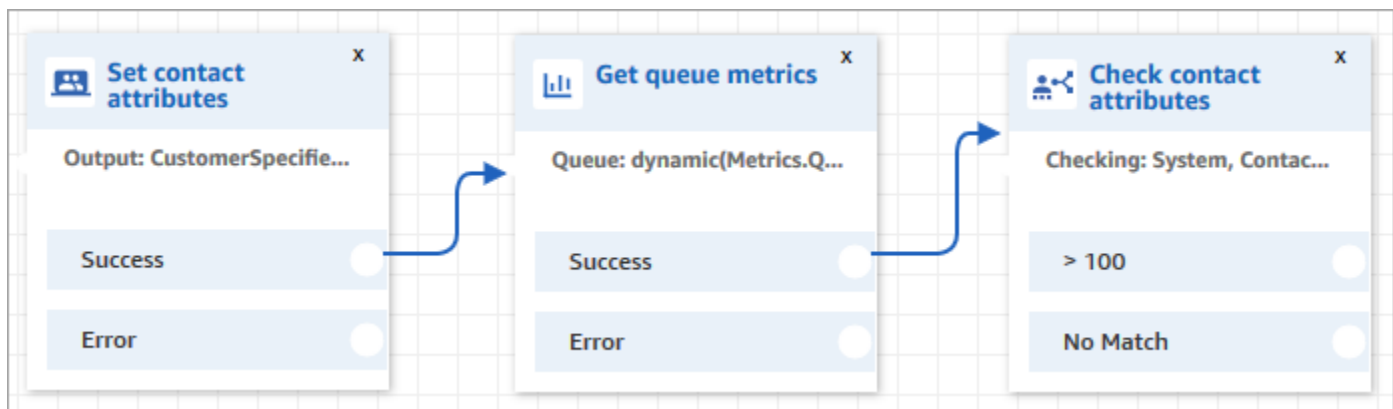 Set contact
attributes
x
Output: CustomerSpecifie...
Success
Error
Get queue metrics
x
Queue: dynamic(Metrics.Q...
Success
Error
Check contact
attributes
x
Checking: System, Contac...
> 100
No Match